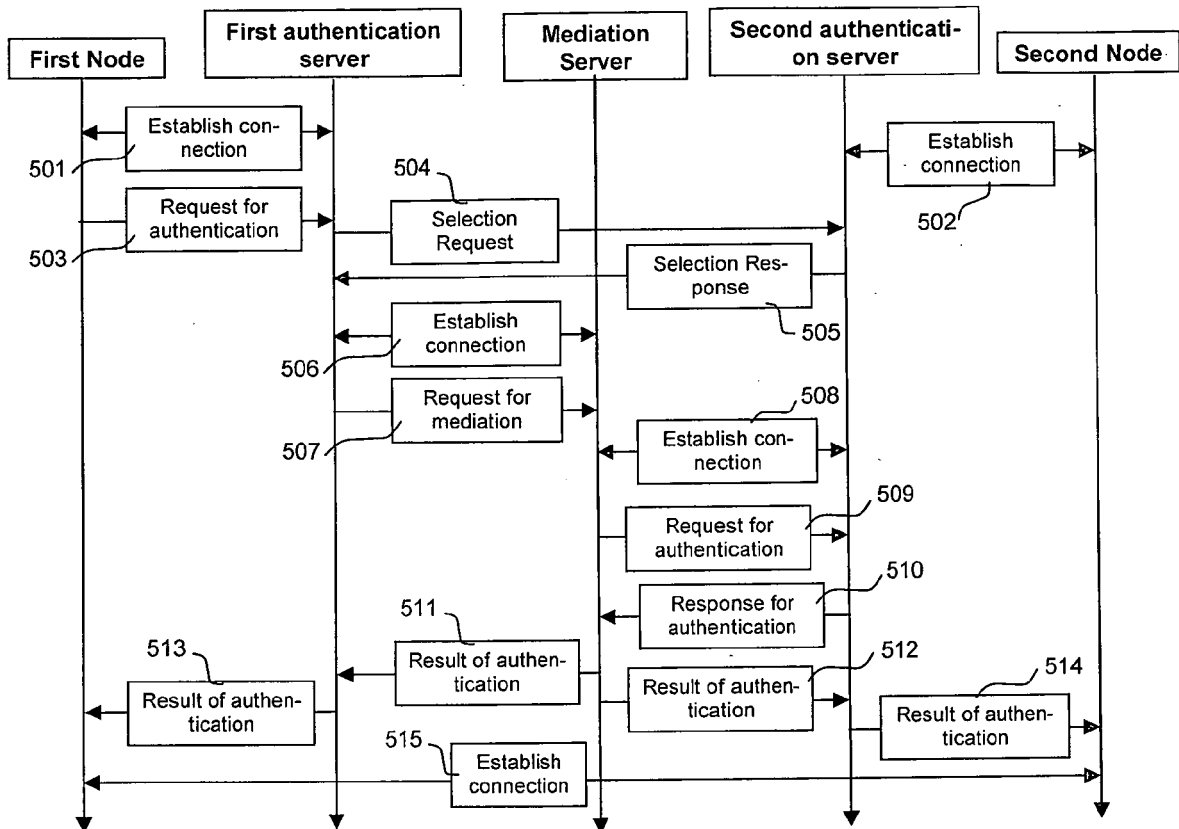 First Node
First authentication
server
Mediation
Server
Second authenticati-
on server
Second Node
Establish con-
nection
501
Establish
connection
502
Request for
authentication
503
504
Selection
Request
Selection Res-
ponse
505
Establish
connection
506
Request for
mediation
507
508
Establish con-
nection
509
Request for
authentication
510
Response for
authentication
511
Result of authen-
tication
512
Result of authen-
tication
513
Result of authen-
tication
514
Result of authen-
tication
515
Establish
connection